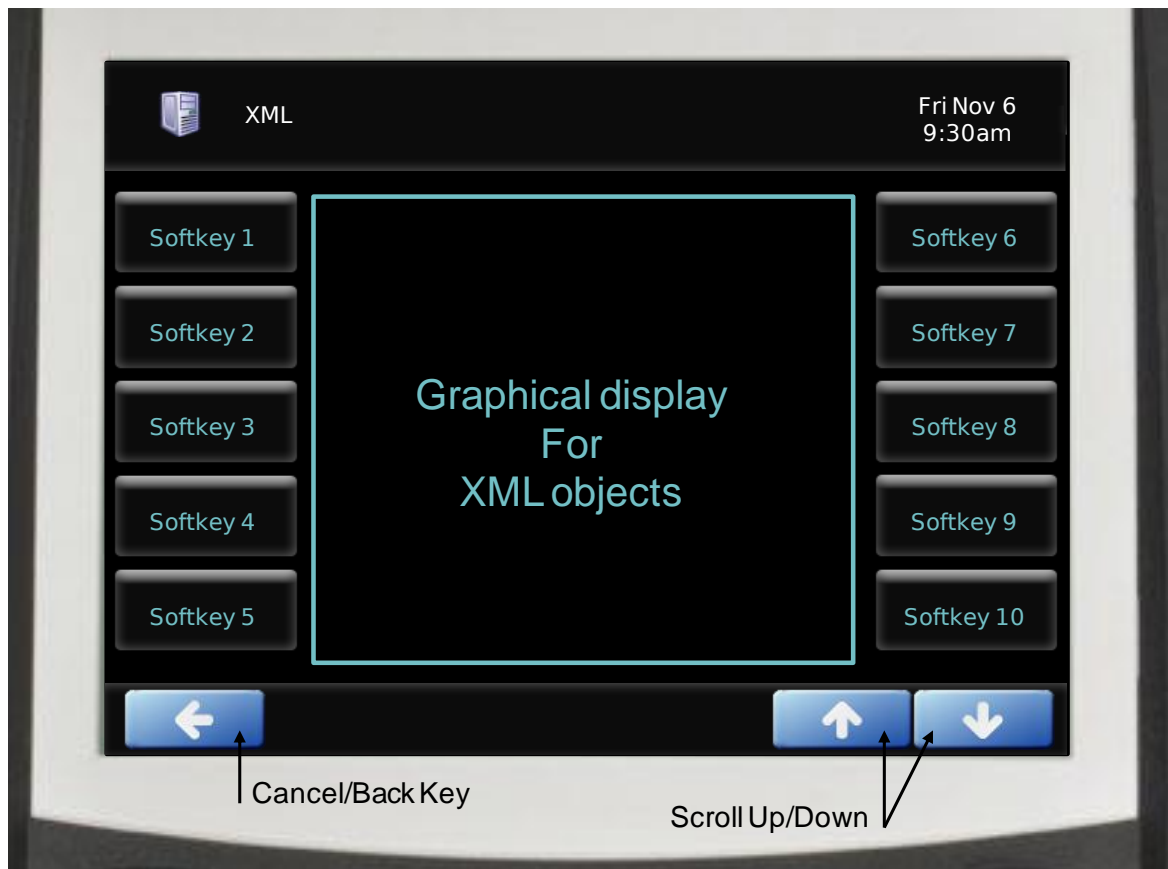 XML
Fri Nov 6
9:30am
Softkey 1
Softkey 6
Softkey 2
Softkey 7
Softkey 3
Softkey 8
Softkey 4
Softkey 9
Softkey 5
Softkey 10
Graphical display
For
XML objects
Cancel/Back Key
Scroll Up/Down